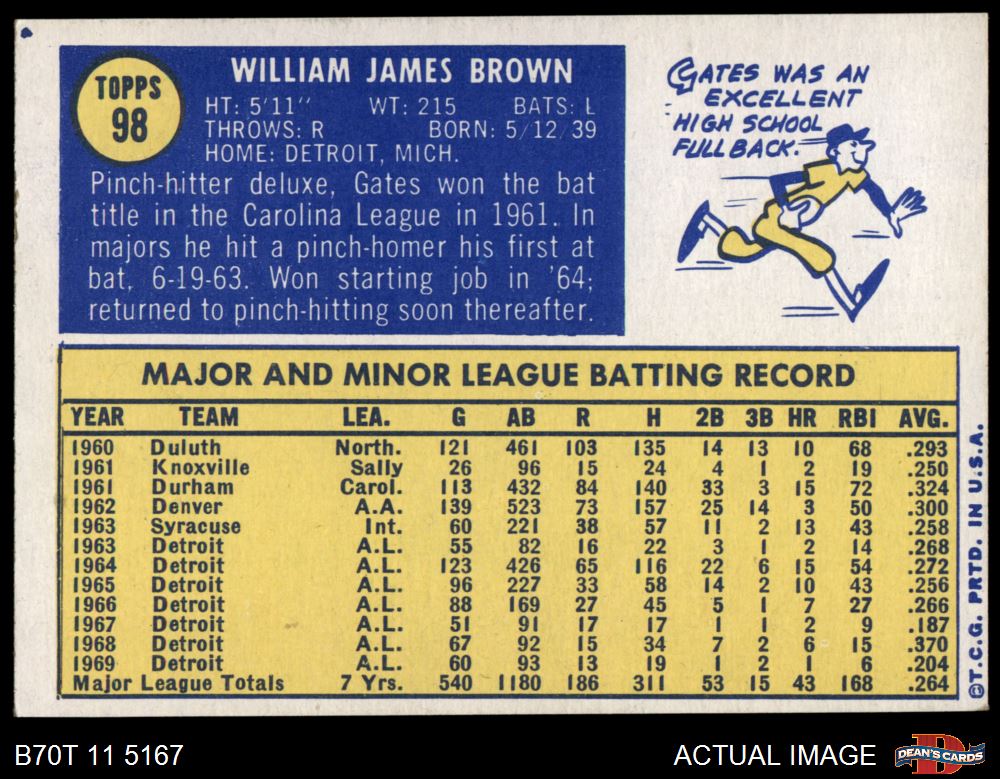 TOPPS
98
WILLIAM JAMES BROWN
HT: 5'11" WT: 215 BATS: L
THROWS: R BORN: 5/12/39
HOME: DETROIT, MICH.
Pinch-hitter deluxe, Gates won the bat
title in the Carolina League in 1961. In
majors he hit a pinch-homer his first at
bat, 6-19-63. Won starting job in '64;
returned to pinch-hitting soon thereafter.
GATES WAS AN
EXCELLENT
HIGH SCHOOL
FULLBACK.
MAJOR AND MINOR LEAGUE BATTING RECORD
YEAR TEAM LEA. G AB R H 2B 3B HR RBI AVG.
1960 Duluth North. 121 461 103 135 14 13 10 68 .293
1961 Knoxville Sally 26 96 15 24 4 1 2 19 .250
1961 Durham Carol. 113 432 84 140 33 3 15 72 .324
1962 Denver A.A. 139 523 73 157 25 14 3 50 .300
1963 Syracuse Int. 60 221 38 57 11 2 13 43 .258
1963 Detroit A.L. 55 82 16 22 3 1 2 14 .268
1964 Detroit A.L. 123 426 65 116 22 6 15 54 .272
1965 Detroit A.L. 96 227 33 58 14 2 10 43 .256
1966 Detroit A.L. 88 169 27 45 5 1 7 27 .266
1967 Detroit A.L. 51 91 17 17 1 1 2 9 .187
1968 Detroit A.L. 67 92 15 34 7 2 6 15 .370
1969 Detroit A.L. 60 93 13 19 1 2 1 6 .204
Major League Totals 7 Yrs. 540 1180 186 311 53 15 43 168 .264
©T.C.G. PRTD. IN U.S.A.
B70T 11 5167
ACTUAL IMAGE
D
DEAN'S CARDS